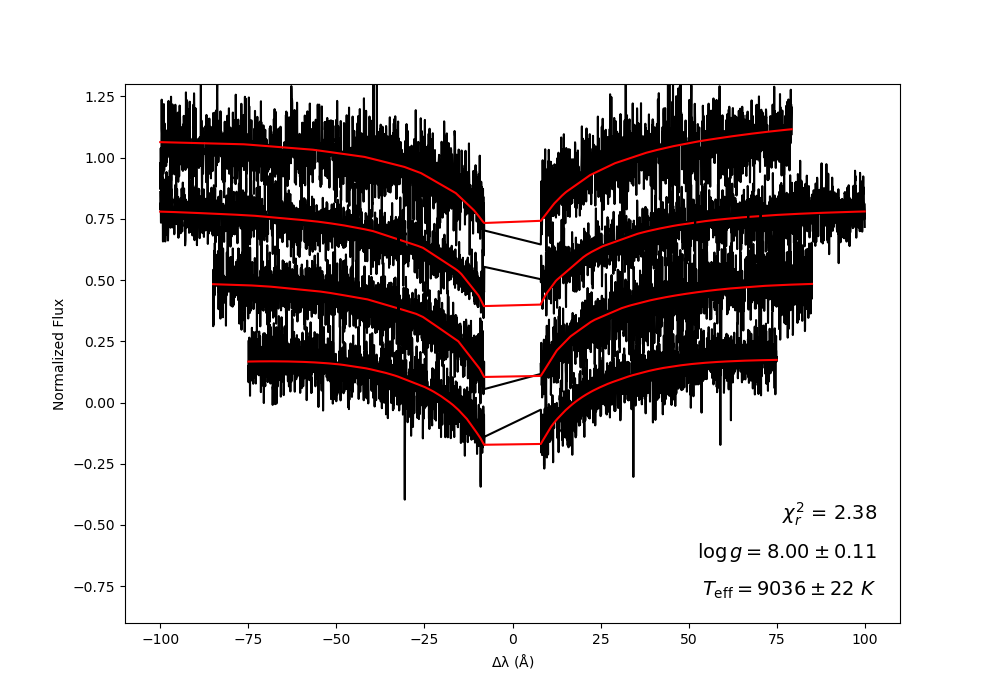 1.25
1.00
0.75
0.50
0.25
0.00
−0.25
−0.50
−0.75
Normalized Flux
χ²ᵣ = 2.38
log g = 8.00 ± 0.11
T_eff = 9036 ± 22 K
−100 −75 −50 −25 0 25 50 75 100
Δλ (Å)